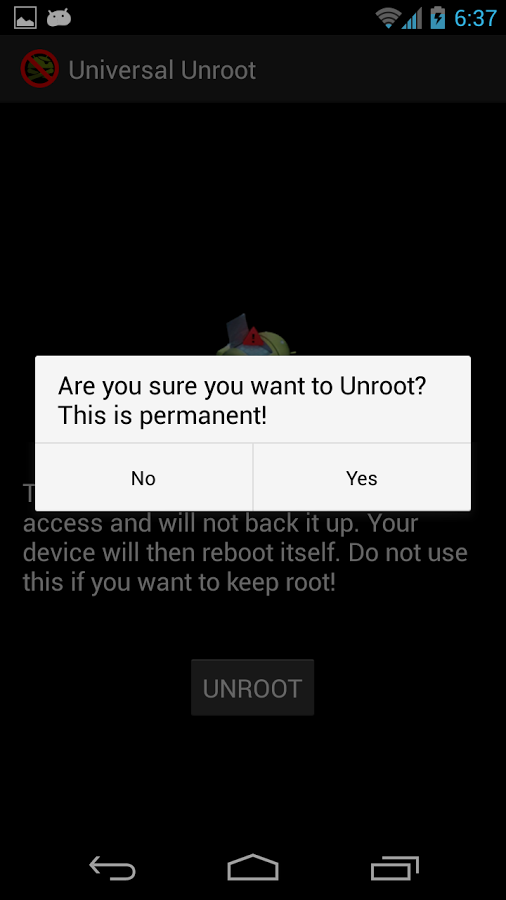 6:37
Universal Unroot
Are you sure you want to Unroot?
This is permanent!
No
Yes
access and will not back it up. Your
device will then reboot itself. Do not use
this if you want to keep root!
UNROOT